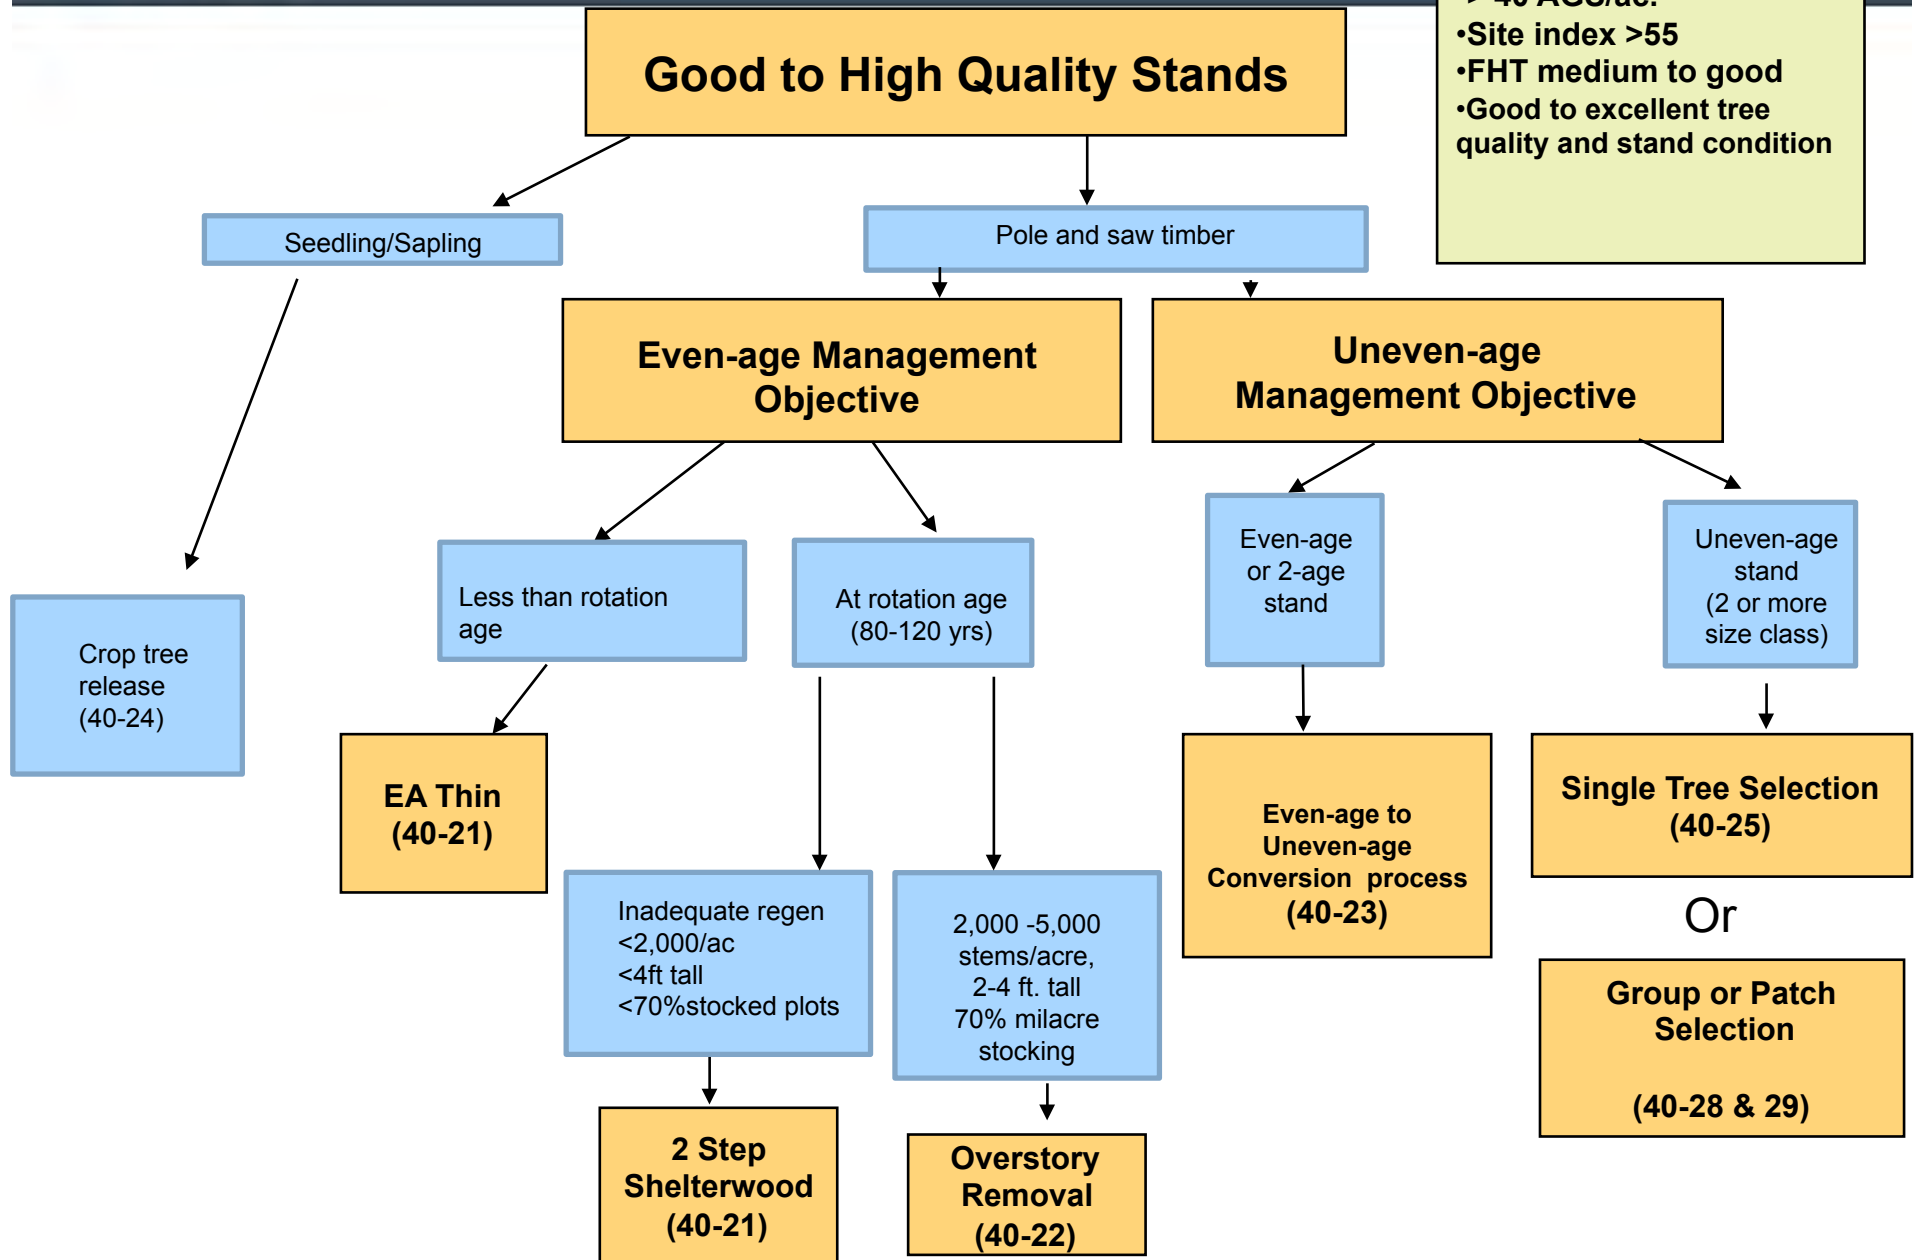 Good to High Quality Stands
> 40 AGS/ac.
•Site index >55
•FHT medium to good
•Good to excellent tree
quality and stand condition
Seedling/Sapling
Pole and saw timber
Even-age Management
Objective
Uneven-age
Management Objective
Less than rotation
age
At rotation age
(80-120 yrs)
Even-age
or 2-age
stand
Uneven-age
stand
(2 or more
size class)
Crop tree
release
(40-24)
EA Thin
(40-21)
Inadequate regen
<2,000/ac
<4ft tall
<70%stocked plots
2,000 -5,000
stems/acre,
2-4 ft. tall
70% milacre
stocking
Even-age to
Uneven-age
Conversion process
(40-23)
Single Tree Selection
(40-25)
Or
Group or Patch
Selection
(40-28 & 29)
2 Step
Shelterwood
(40-21)
Overstory
Removal
(40-22)